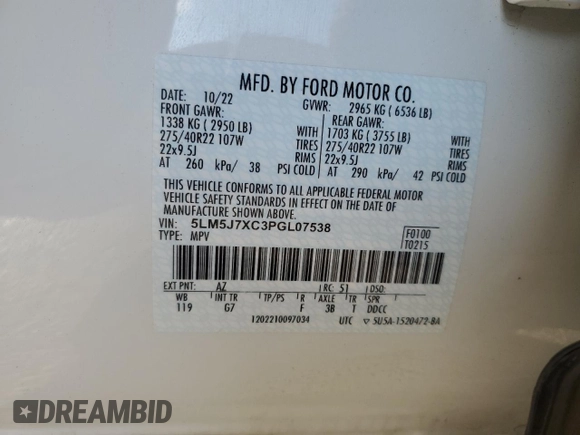 MFD. BY FORD MOTOR CO.
DATE: 10/22 GVWR: 2965 KG ( 6536 LB)
FRONT GAWR: REAR GAWR:
1338 KG ( 2950 LB) WITH 1703 KG ( 3755 LB) WITH
275/40R22 107W TIRES 275/40R22 107W TIRES
22x9.5J RIMS 22x9.5J RIMS
AT 260 kPa/ 38 PSI COLD AT 290 kPa/ 42 PSI COLD
THIS VEHICLE CONFORMS TO ALL APPLICABLE FEDERAL MOTOR
VEHICLE SAFETY STANDARDS IN EFFECT ON THE DATE OF
MANUFACTURE SHOWN ABOVE.
VIN: 5LM5J7XC3PGL07538 F0100
TYPE: MPV T0215
EXT PNT: AZ RC: 51 DSO:
WB INT TR TP/PS R AXLE TR SPR
119 G7 F 3B T DDCC
1202210097034 UTC ▽ SU5A-1520472-BA
DREAMBID